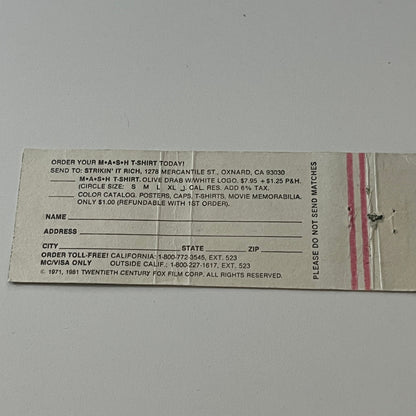 ORDER YOUR M★A★S★H T-SHIRT TODAY!
SEND TO: STRIKIN' IT RICH, 1278 MERCANTILE ST., OXNARD, CA 93030
____ M★A★S★H T-SHIRT. OLIVE DRAB W/WHITE LOGO. $7.95 + $1.25 P&H.
(CIRCLE SIZE: S M L XL _). CAL. RES. ADD 6% TAX.
____ COLOR CATALOG. POSTERS, CAPS, T-SHIRTS, MOVIE MEMORABILIA.
ONLY $1.00 (REFUNDABLE WITH 1ST ORDER).
NAME
ADDRESS
CITY STATE ZIP
ORDER TOLL-FREE! CALIFORNIA: 1-800-772-3545, EXT. 523
MC/VISA ONLY OUTSIDE CALIF.: 1-800-227-1617, EXT. 523
© 1971, 1981 TWENTIETH CENTURY FOX FILM CORP. ALL RIGHTS RESERVED.
PLEASE DO NOT SEND MATCHES